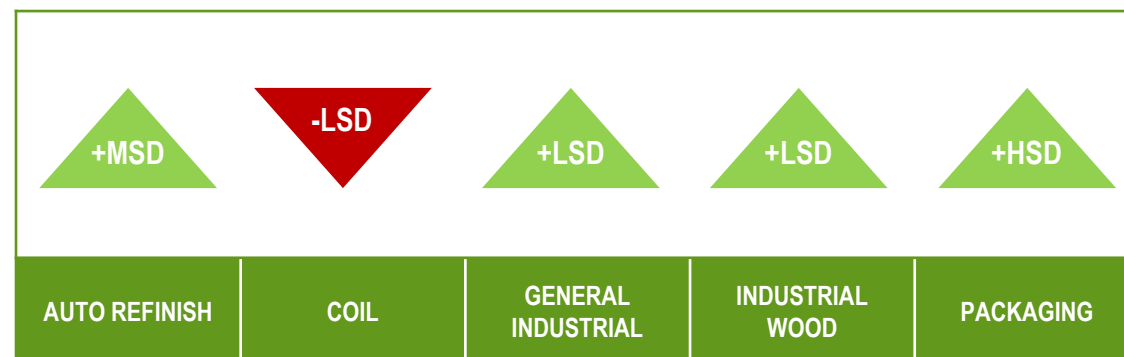 +MSD
-LSD
+LSD
+LSD
+HSD
AUTO REFINISH
COIL
GENERAL
INDUSTRIAL
INDUSTRIAL
WOOD
PACKAGING